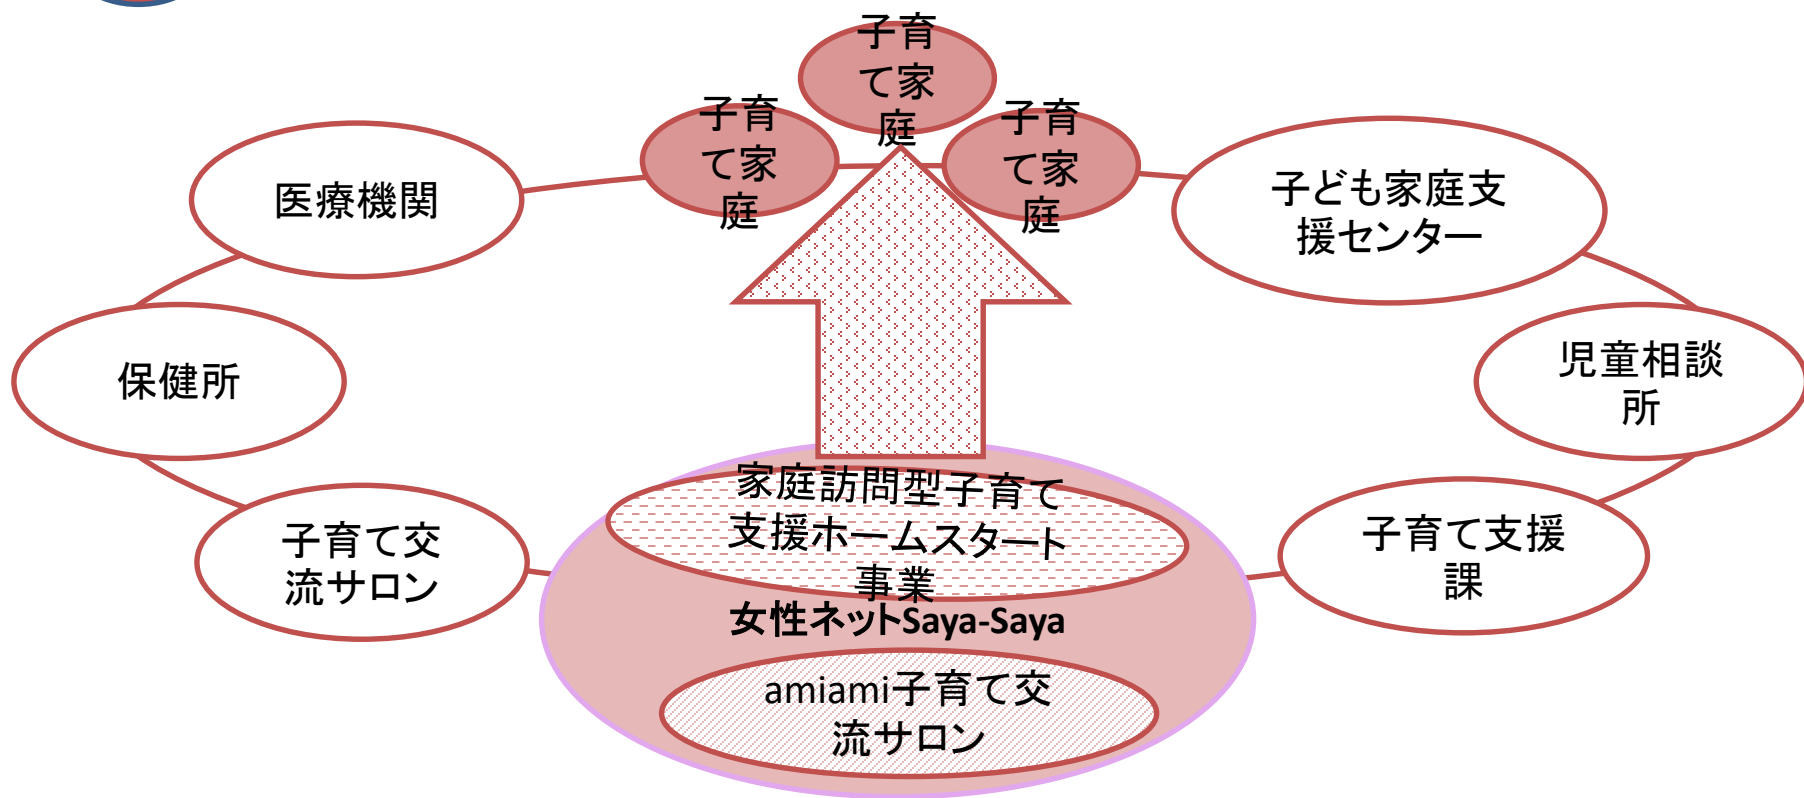 子育
て家
庭
子育
て家
庭
子育
て家
庭
医療機関
子ども家庭支
援センター
保健所
児童相談
所
子育て交
流サロン
家庭訪問型子育て
支援ホームスタート
事業
子育て支援
課
女性ネットSaya-Saya
amiami子育て交
流サロン